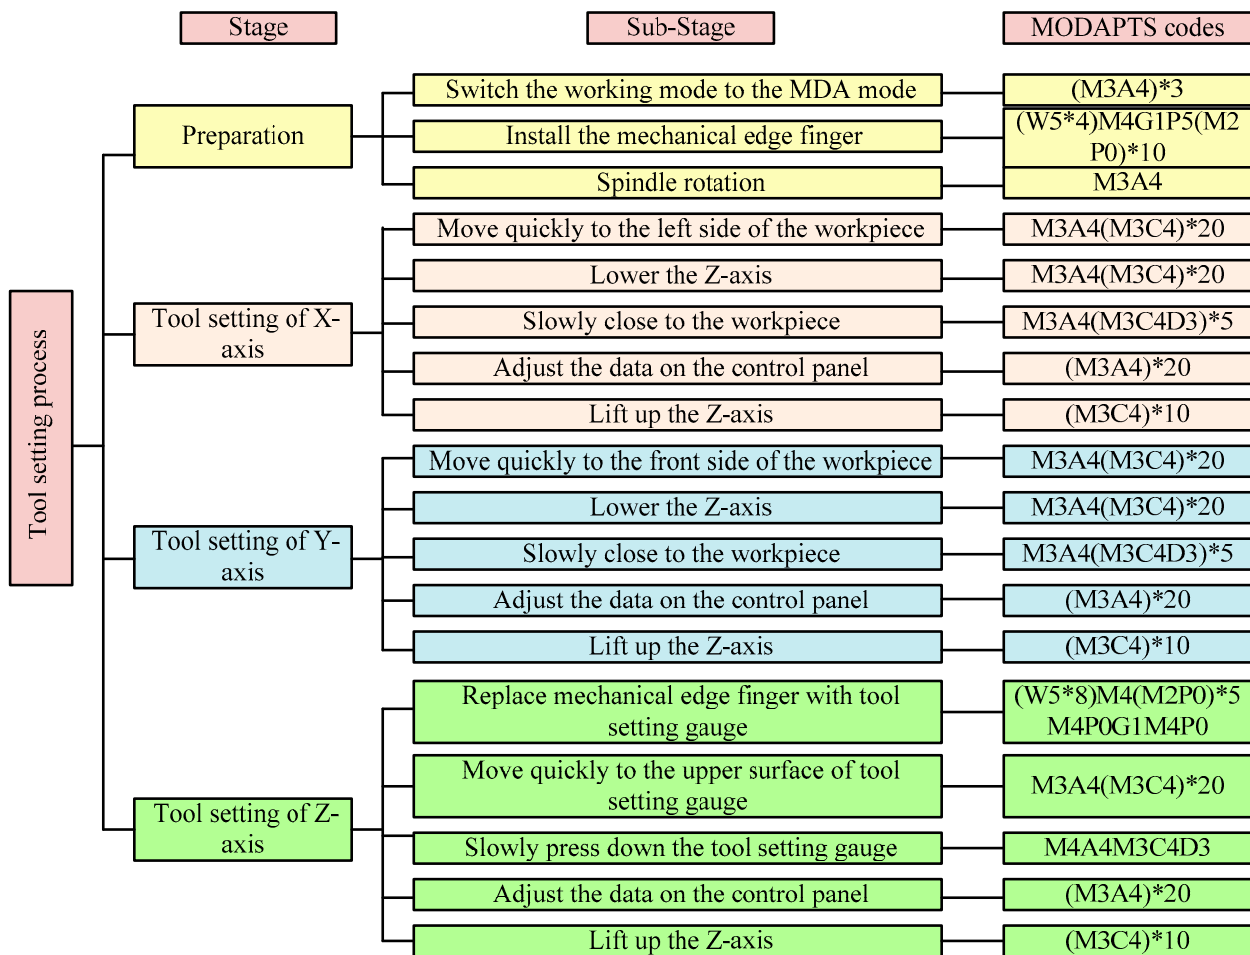 Stage
Sub-Stage
MODAPTS codes
Tool setting process
Preparation
Switch the working mode to the MDA mode
(M3A4)*3
Install the mechanical edge finger
(W5*4)M4G1P5(M2
P0)*10
Spindle rotation
M3A4
Tool setting of X-
axis
Move quickly to the left side of the workpiece
M3A4(M3C4)*20
Lower the Z-axis
M3A4(M3C4)*20
Slowly close to the workpiece
M3A4(M3C4D3)*5
Adjust the data on the control panel
(M3A4)*20
Lift up the Z-axis
(M3C4)*10
Tool setting of Y-
axis
Move quickly to the front side of the workpiece
M3A4(M3C4)*20
Lower the Z-axis
M3A4(M3C4)*20
Slowly close to the workpiece
M3A4(M3C4D3)*5
Adjust the data on the control panel
(M3A4)*20
Lift up the Z-axis
(M3C4)*10
Tool setting of Z-
axis
Replace mechanical edge finger with tool
setting gauge
(W5*8)M4(M2P0)*5
M4P0G1M4P0
Move quickly to the upper surface of tool
setting gauge
M3A4(M3C4)*20
Slowly press down the tool setting gauge
M4A4M3C4D3
Adjust the data on the control panel
(M3A4)*20
Lift up the Z-axis
(M3C4)*10